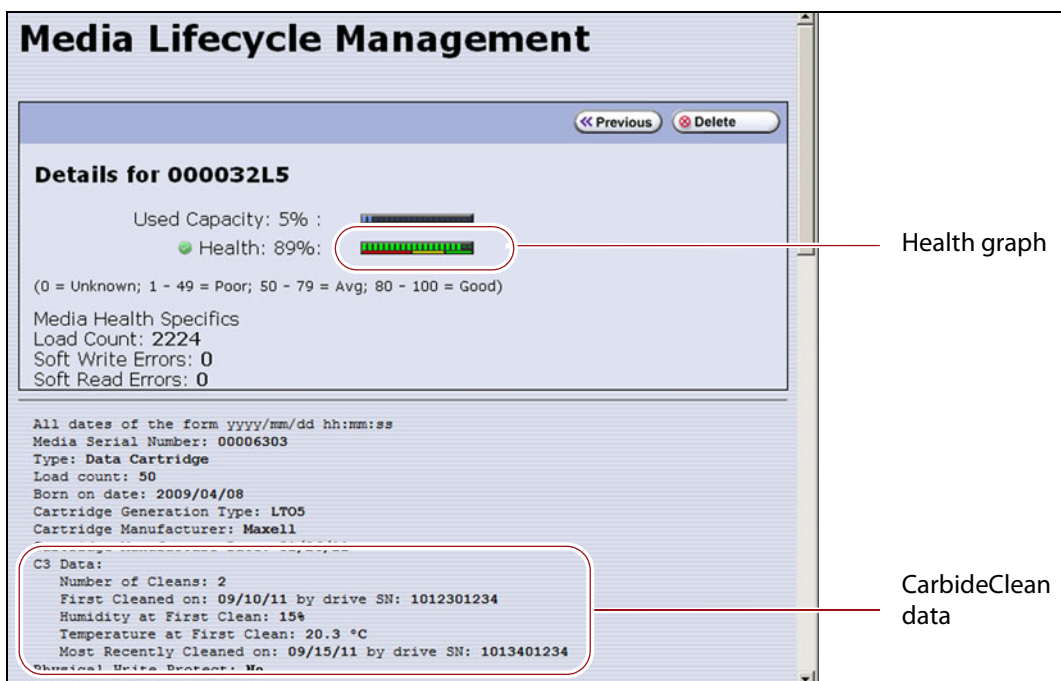 Media Lifecycle Management
Previous
Delete
Details for 000032L5
Used Capacity: 5% :
Health: 89%:
Health graph
(0 = Unknown; 1 - 49 = Poor; 50 - 79 = Avg; 80 - 100 = Good)
Media Health Specifics
Load Count: 2224
Soft Write Errors: 0
Soft Read Errors: 0
All dates of the form yyyy/mm/dd hh:mm:ss
Media Serial Number: 00006303
Type: Data Cartridge
Load count: 50
Born on date: 2009/04/08
Cartridge Generation Type: LTO5
Cartridge Manufacturer: Maxell
C3 Data:
Number of Cleans: 2
First Cleaned on: 09/10/11 by drive SN: 1012301234
Humidity at First Clean: 15%
Temperature at First Clean: 20.3 °C
Most Recently Cleaned on: 09/15/11 by drive SN: 1013401234
Physical Write Protect: No
CarbideClean
data